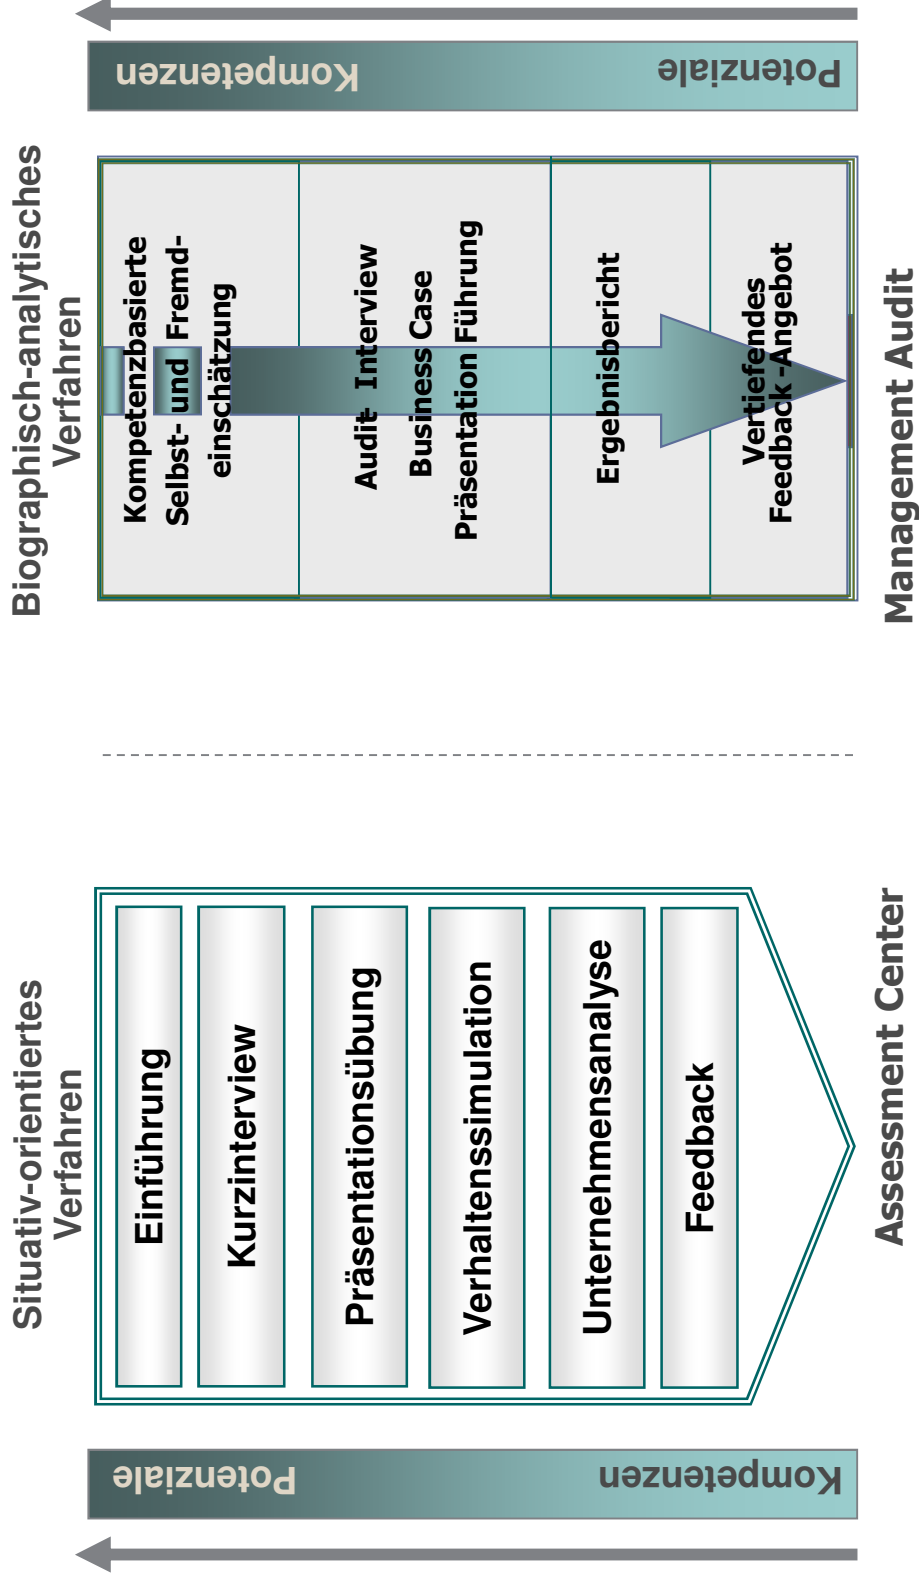 Situativ-orientiertes
Verfahren
Potenziale
Kompetenzen
Einführung
Kurzinterview
Präsentationsübung
Verhaltenssimulation
Unternehmensanalyse
Feedback
Assessment Center
Biographisch-analytisches
Verfahren
Kompetenzbasierte
Selbst- und Fremd-
einschätzung
Audit- Interview
Business Case
Präsentation Führung
Ergebnisbericht
Vertiefendes
Feedback -Angebot
Management Audit
Kompetenzen
Potenziale